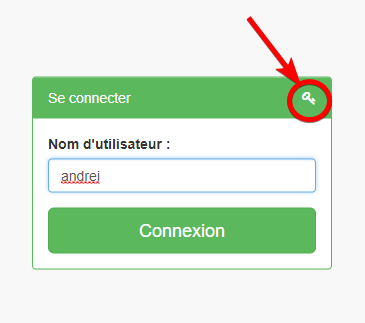 Se connecter
Nom d'utilisateur :
andrei
Connexion